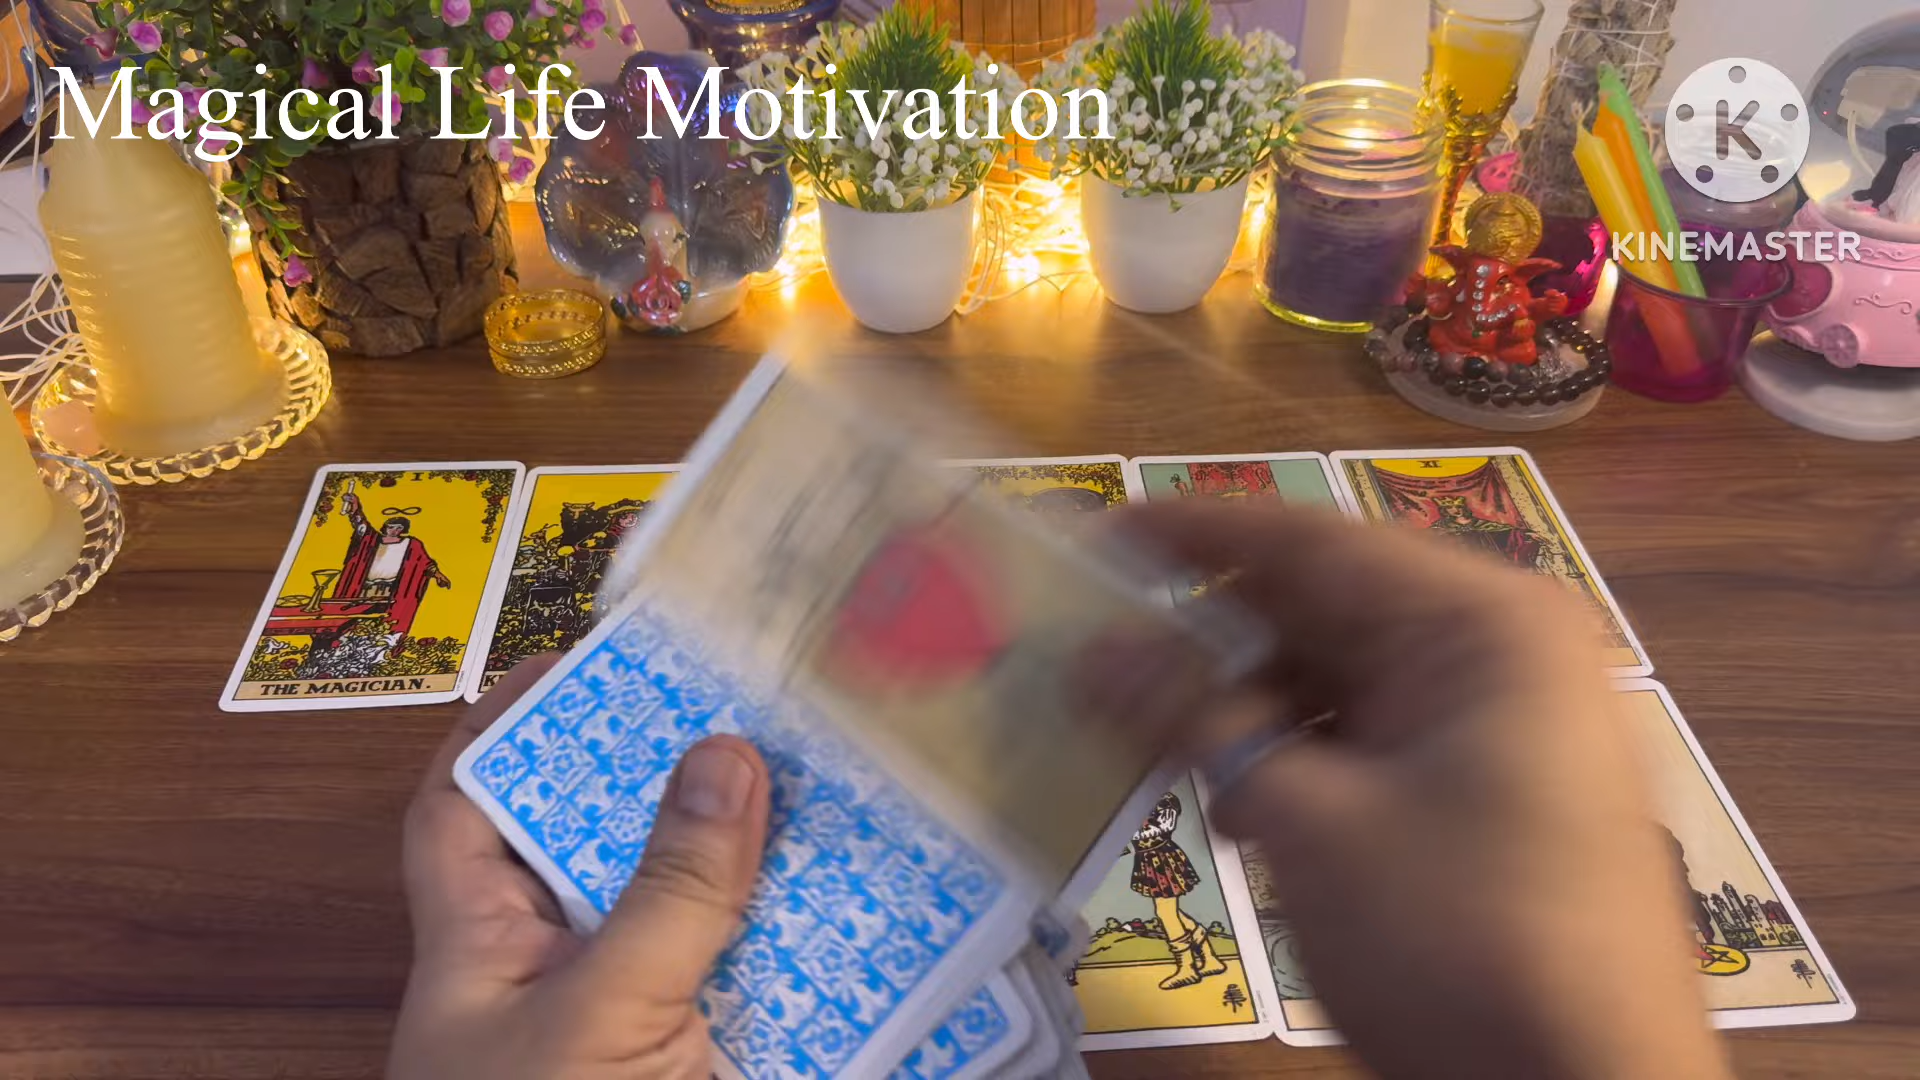 Magical Life Motivation
K
KINEMASTER
I
XI
THE MAGICIAN.
K